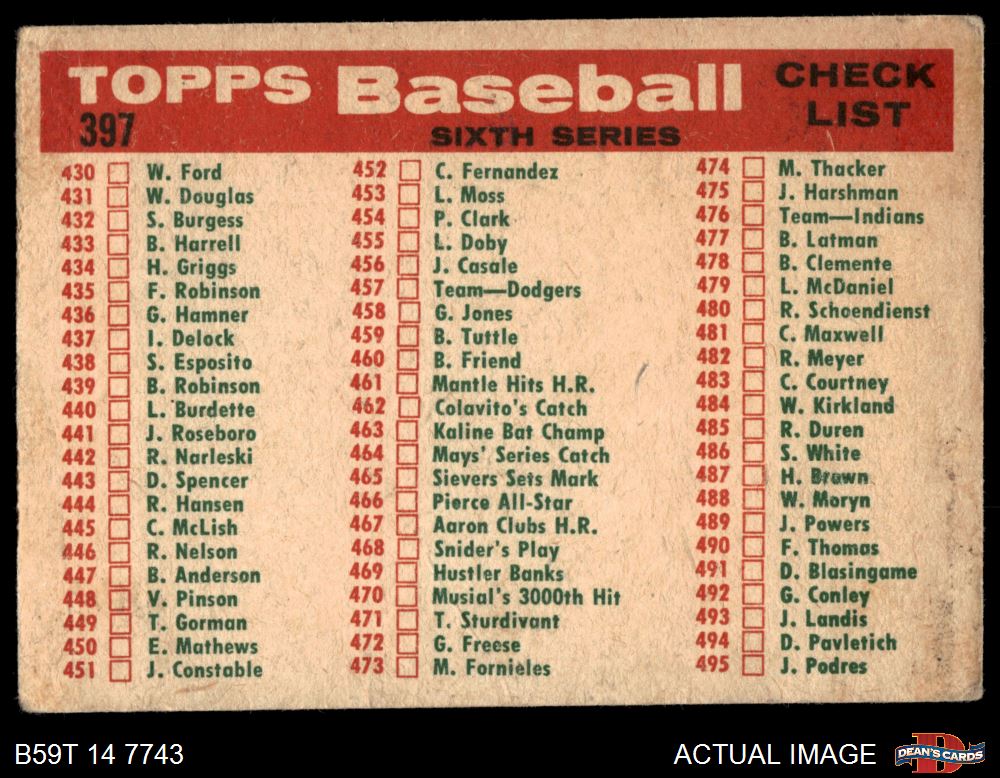 TOPPS Baseball CHECK LIST
397 SIXTH SERIES
430 W. Ford
431 W. Douglas
432 S. Burgess
433 B. Harrell
434 H. Griggs
435 F. Robinson
436 G. Hamner
437 I. Delock
438 S. Esposito
439 B. Robinson
440 L. Burdette
441 J. Roseboro
442 R. Narleski
443 D. Spencer
444 R. Hansen
445 C. McLish
446 R. Nelson
447 B. Anderson
448 V. Pinson
449 T. Gorman
450 E. Mathews
451 J. Constable
452 C. Fernandez
453 L. Moss
454 P. Clark
455 L. Doby
456 J. Casale
457 Team—Dodgers
458 G. Jones
459 B. Tuttle
460 B. Friend
461 Mantle Hits H.R.
462 Colavito's Catch
463 Kaline Bat Champ
464 Mays' Series Catch
465 Sievers Sets Mark
466 Pierce All-Star
467 Aaron Clubs H.R.
468 Snider's Play
469 Hustler Banks
470 Musial's 3000th Hit
471 T. Sturdivant
472 G. Freese
473 M. Fornieles
474 M. Thacker
475 J. Harshman
476 Team—Indians
477 B. Latman
478 B. Clemente
479 L. McDaniel
480 R. Schoendienst
481 C. Maxwell
482 R. Meyer
483 C. Courtney
484 W. Kirkland
485 R. Duren
486 S. White
487 H. Brown
488 W. Moryn
489 J. Powers
490 F. Thomas
491 D. Blasingame
492 G. Conley
493 J. Landis
494 D. Pavletich
495 J. Podres
B59T 14 7743
ACTUAL IMAGE
DEAN'S CARDS